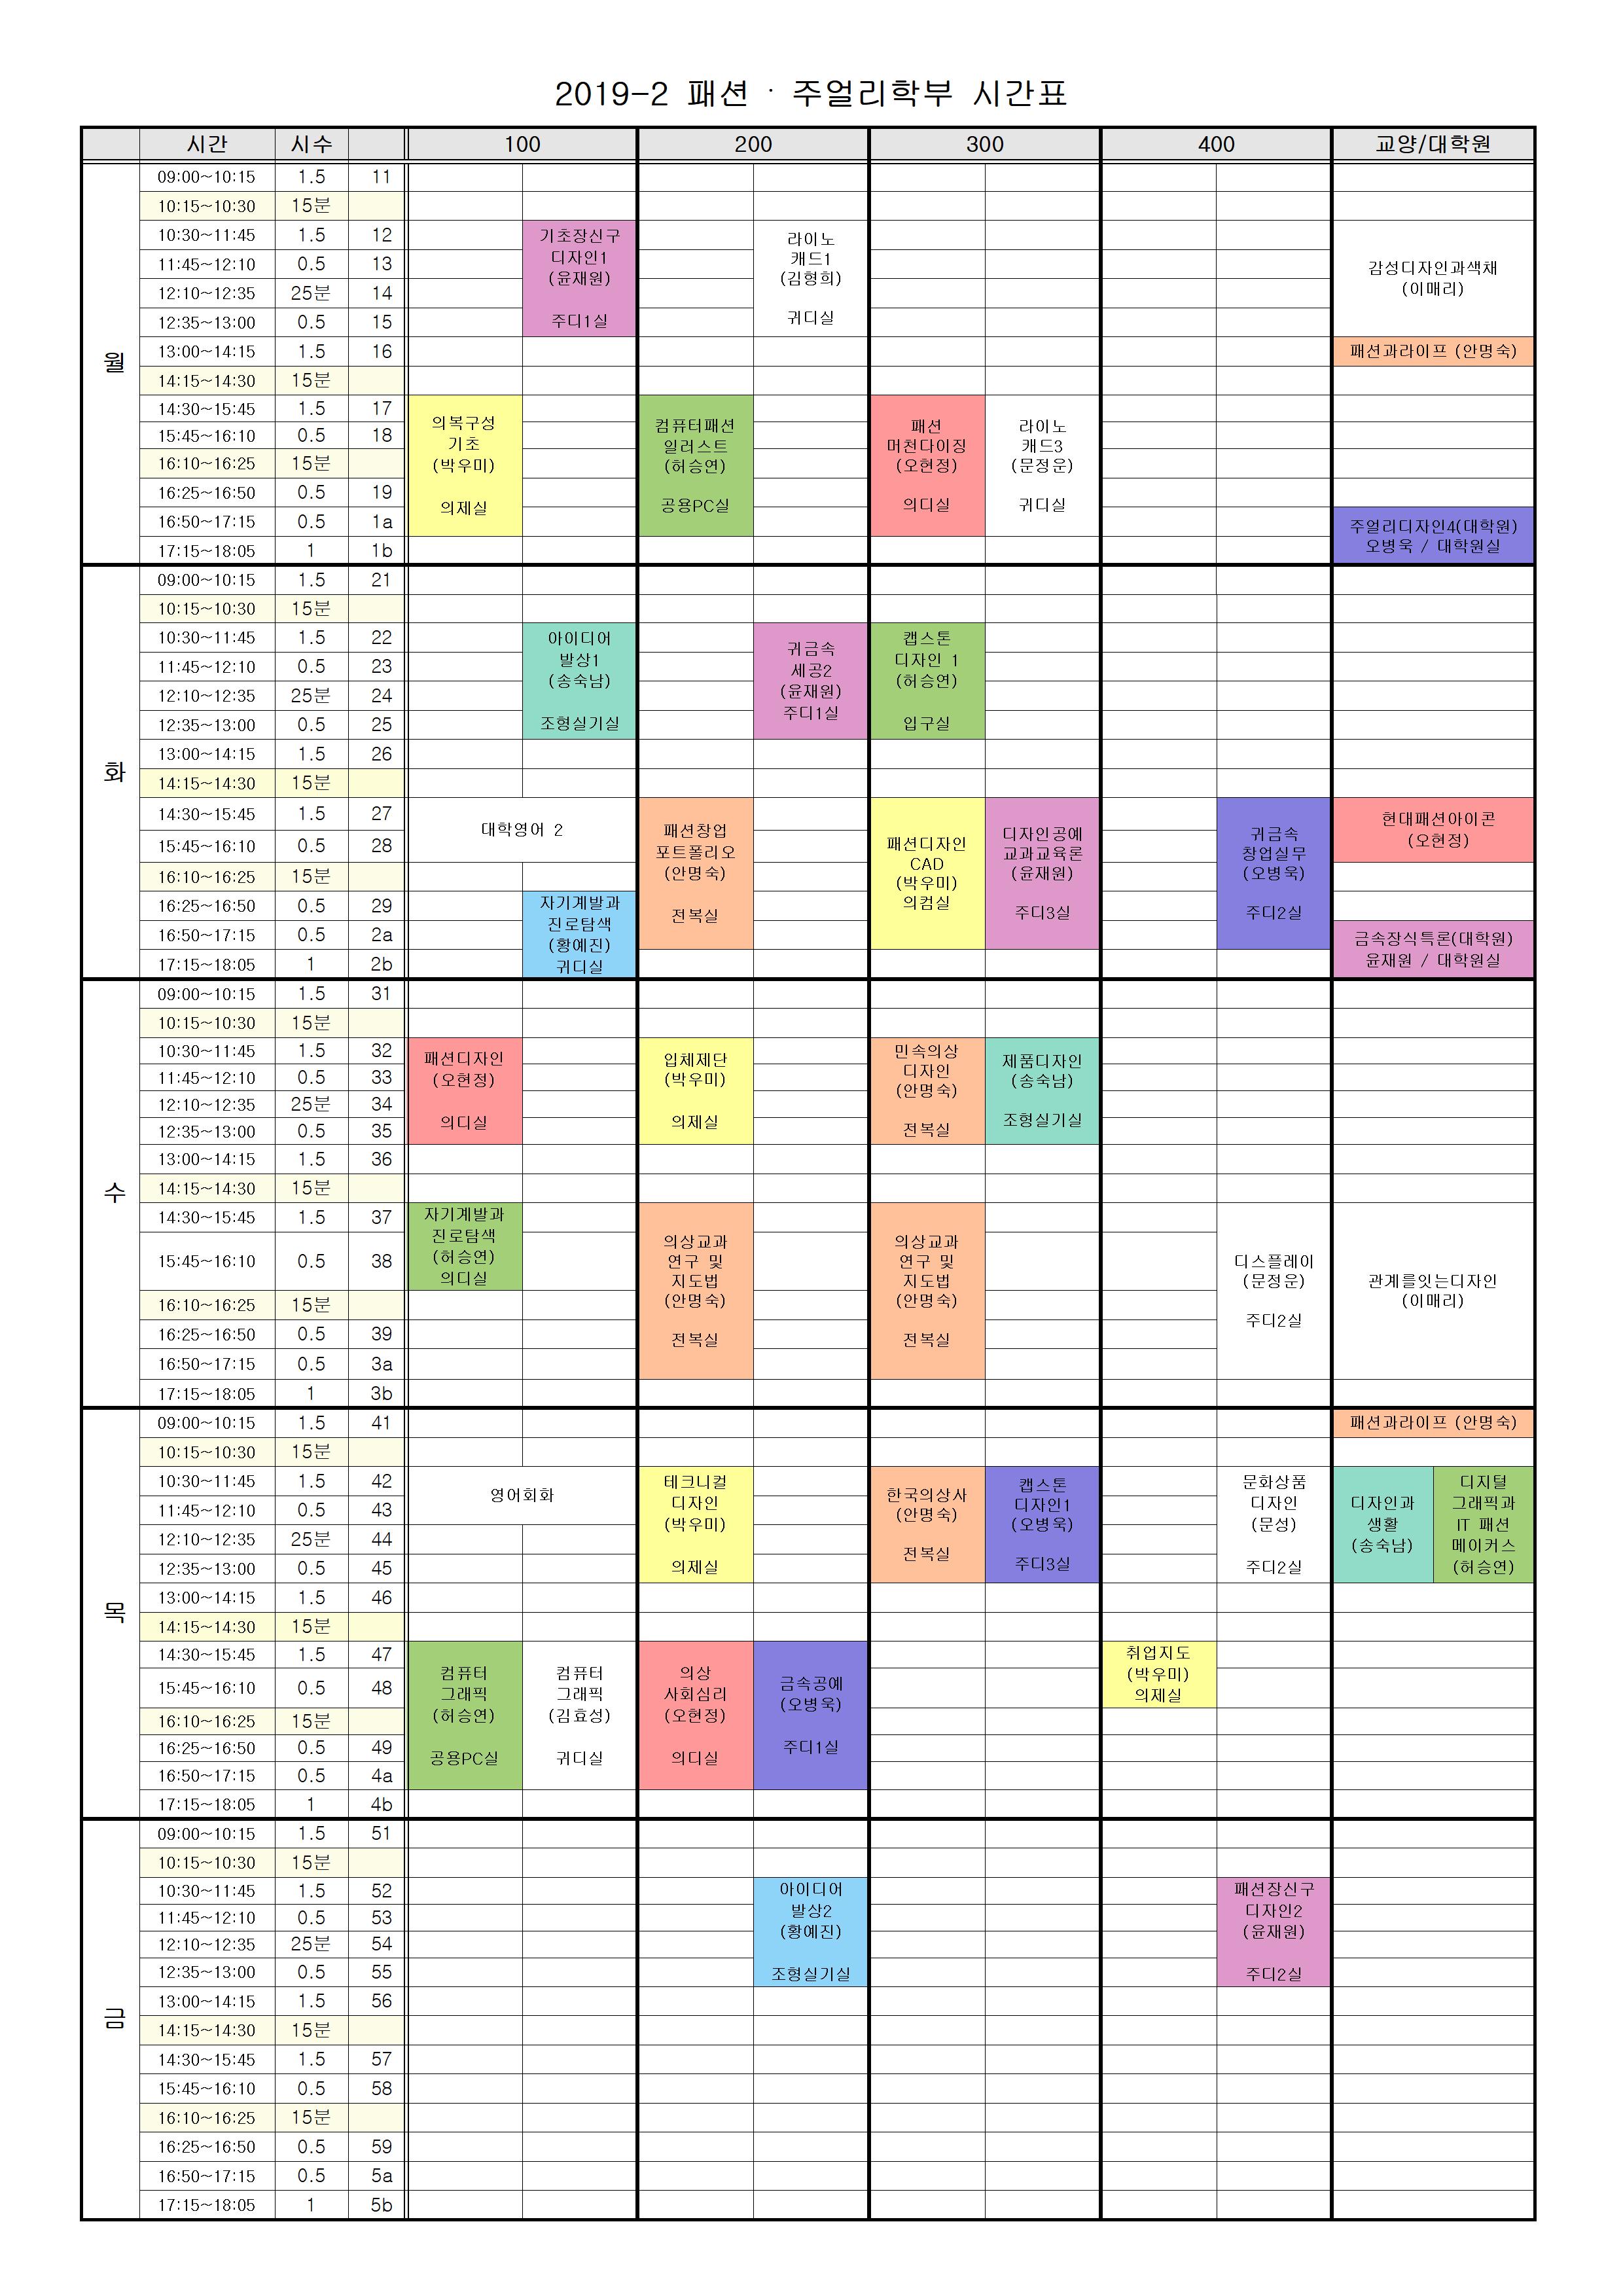 2019-2 패션 · 주얼리학부 시간표
시간 시수 100 200 300 400 교양/대학원
월
09:00~10:15 1.5 11
10:15~10:30 15분
10:30~11:45 1.5 12
11:45~12:10 0.5 13
12:10~12:35 25분 14
12:35~13:00 0.5 15
13:00~14:15 1.5 16
14:15~14:30 15분
14:30~15:45 1.5 17
15:45~16:10 0.5 18
16:10~16:25 15분
16:25~16:50 0.5 19
16:50~17:15 0.5 1a
17:15~18:05 1 1b
기초장신구
디자인1
(윤재원)
주디1실
라이노
캐드1
(김형희)
귀디실
감성디자인과색채
(이매리)
패션과라이프 (안명숙)
의복구성
기초
(박우미)
의제실
컴퓨터패션
일러스트
(허승연)
공용PC실
패션
머천다이징
(오현정)
의디실
라이노
캐드3
(문정운)
귀디실
주얼리디자인4(대학원)
오병욱 / 대학원실
화
09:00~10:15 1.5 21
10:15~10:30 15분
10:30~11:45 1.5 22
11:45~12:10 0.5 23
12:10~12:35 25분 24
12:35~13:00 0.5 25
13:00~14:15 1.5 26
14:15~14:30 15분
14:30~15:45 1.5 27
15:45~16:10 0.5 28
16:10~16:25 15분
16:25~16:50 0.5 29
16:50~17:15 0.5 2a
17:15~18:05 1 2b
아이디어
발상1
(송숙남)
조형실기실
귀금속
세공2
(윤재원)
주디1실
캡스톤
디자인 1
(허승연)
입구실
대학영어 2
자기계발과
진로탐색
(황예진)
귀디실
패션창업
포트폴리오
(안명숙)
전복실
패션디자인
CAD
(박우미)
의컴실
디자인공예
교과교육론
(윤재원)
주디3실
귀금속
창업실무
(오병욱)
주디2실
현대패션아이콘
(오현정)
금속장식특론(대학원)
윤재원 / 대학원실
수
09:00~10:15 1.5 31
10:15~10:30 15분
10:30~11:45 1.5 32
11:45~12:10 0.5 33
12:10~12:35 25분 34
12:35~13:00 0.5 35
13:00~14:15 1.5 36
14:15~14:30 15분
14:30~15:45 1.5 37
15:45~16:10 0.5 38
16:10~16:25 15분
16:25~16:50 0.5 39
16:50~17:15 0.5 3a
17:15~18:05 1 3b
패션디자인
(오현정)
의디실
입체재단
(박우미)
의제실
민속의상
디자인
(안명숙)
전복실
제품디자인
(송숙남)
조형실기실
자기계발과
진로탐색
(허승연)
의디실
의상교과
연구 및
지도법
(안명숙)
전복실
의상교과
연구 및
지도법
(안명숙)
전복실
디스플레이
(문정운)
주디2실
관계를잇는디자인
(이매리)
목
09:00~10:15 1.5 41
10:15~10:30 15분
10:30~11:45 1.5 42
11:45~12:10 0.5 43
12:10~12:35 25분 44
12:35~13:00 0.5 45
13:00~14:15 1.5 46
14:15~14:30 15분
14:30~15:45 1.5 47
15:45~16:10 0.5 48
16:10~16:25 15분
16:25~16:50 0.5 49
16:50~17:15 0.5 4a
17:15~18:05 1 4b
패션과라이프 (안명숙)
영어회화
테크니컬
디자인
(박우미)
의제실
한국의상사
(안명숙)
전복실
캡스톤
디자인1
(오병욱)
주디3실
문화상품
디자인
(문성)
주디2실
디자인과
생활
(송숙남)
디지털
그래픽과
IT 패션
메이커스
(허승연)
컴퓨터
그래픽
(허승연)
공용PC실
컴퓨터
그래픽
(김효성)
귀디실
의상
사회심리
(오현정)
의디실
금속공예
(오병욱)
주디1실
취업지도
(박우미)
의제실
금
09:00~10:15 1.5 51
10:15~10:30 15분
10:30~11:45 1.5 52
11:45~12:10 0.5 53
12:10~12:35 25분 54
12:35~13:00 0.5 55
13:00~14:15 1.5 56
14:15~14:30 15분
14:30~15:45 1.5 57
15:45~16:10 0.5 58
16:10~16:25 15분
16:25~16:50 0.5 59
16:50~17:15 0.5 5a
17:15~18:05 1 5b
아이디어
발상2
(황예진)
조형실기실
패션장신구
디자인2
(윤재원)
주디2실